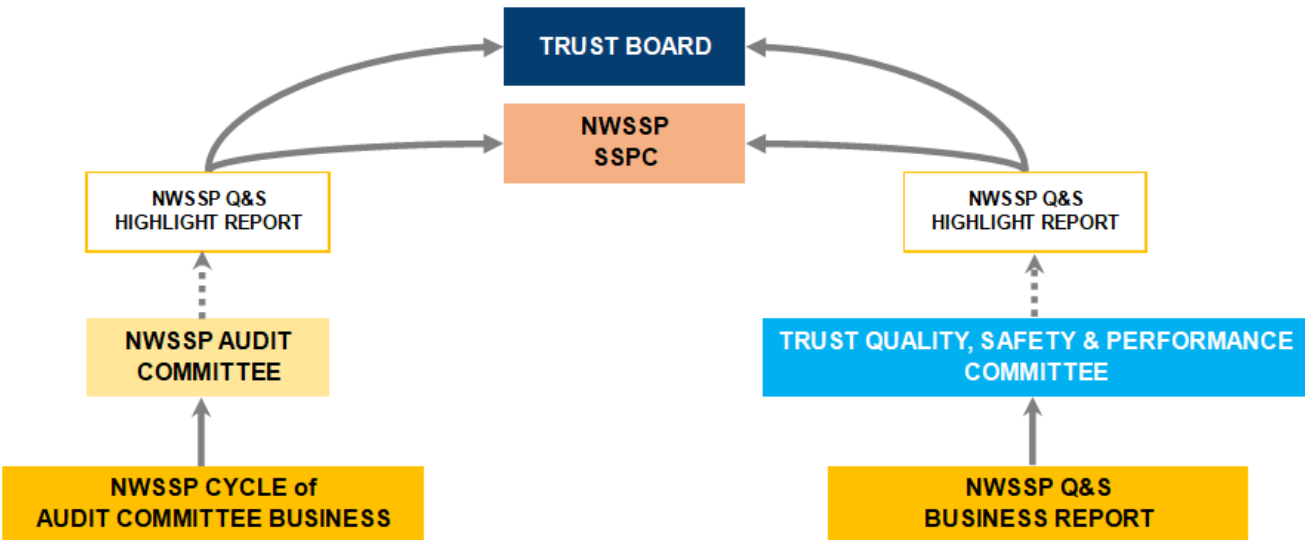 TRUST BOARD
NWSSP
SSPC
NWSSP Q&S
HIGHLIGHT REPORT
NWSSP Q&S
HIGHLIGHT REPORT
NWSSP AUDIT
COMMITTEE
TRUST QUALITY, SAFETY & PERFORMANCE
COMMITTEE
NWSSP CYCLE of
AUDIT COMMITTEE BUSINESS
NWSSP Q&S
BUSINESS REPORT